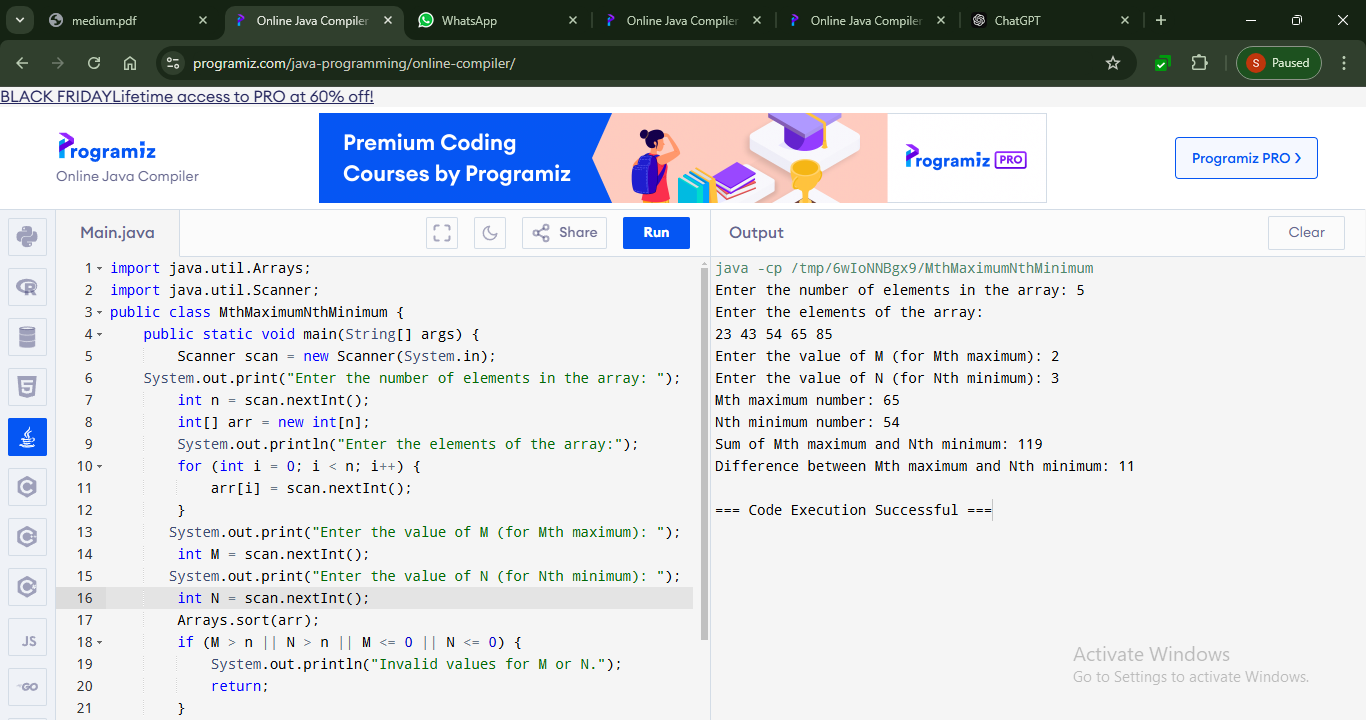 medium.pdf
Online Java Compiler
WhatsApp
Online Java Compiler
Online Java Compiler
ChatGPT
programiz.com/java-programming/online-compiler/
S Paused
BLACK FRIDAYLifetime access to PRO at 60% off!
Programiz
Online Java Compiler
Premium Coding
Courses by Programiz
Programiz PRO
Programiz PRO >
Main.java
Share
Run
Output
Clear
1 import java.util.Arrays;
2 import java.util.Scanner;
3 public class MthMaximumNthMinimum {
4 public static void main(String[] args) {
5 Scanner scan = new Scanner(System.in);
6 System.out.print("Enter the number of elements in the array: ");
7 int n = scan.nextInt();
8 int[] arr = new int[n];
9 System.out.println("Enter the elements of the array:");
10 for (int i = 0; i < n; i++) {
11 arr[i] = scan.nextInt();
12 }
13 System.out.print("Enter the value of M (for Mth maximum): ");
14 int M = scan.nextInt();
15 System.out.print("Enter the value of N (for Nth minimum): ");
16 int N = scan.nextInt();
17 Arrays.sort(arr);
18 if (M > n || N > n || M <= 0 || N <= 0) {
19 System.out.println("Invalid values for M or N.");
20 return;
21 }
JS
GO
java -cp /tmp/6wIoNNBgx9/MthMaximumNthMinimum
Enter the number of elements in the array: 5
Enter the elements of the array:
23 43 54 65 85
Enter the value of M (for Mth maximum): 2
Enter the value of N (for Nth minimum): 3
Mth maximum number: 65
Nth minimum number: 54
Sum of Mth maximum and Nth minimum: 119
Difference between Mth maximum and Nth minimum: 11
=== Code Execution Successful ===
Activate Windows
Go to Settings to activate Windows.